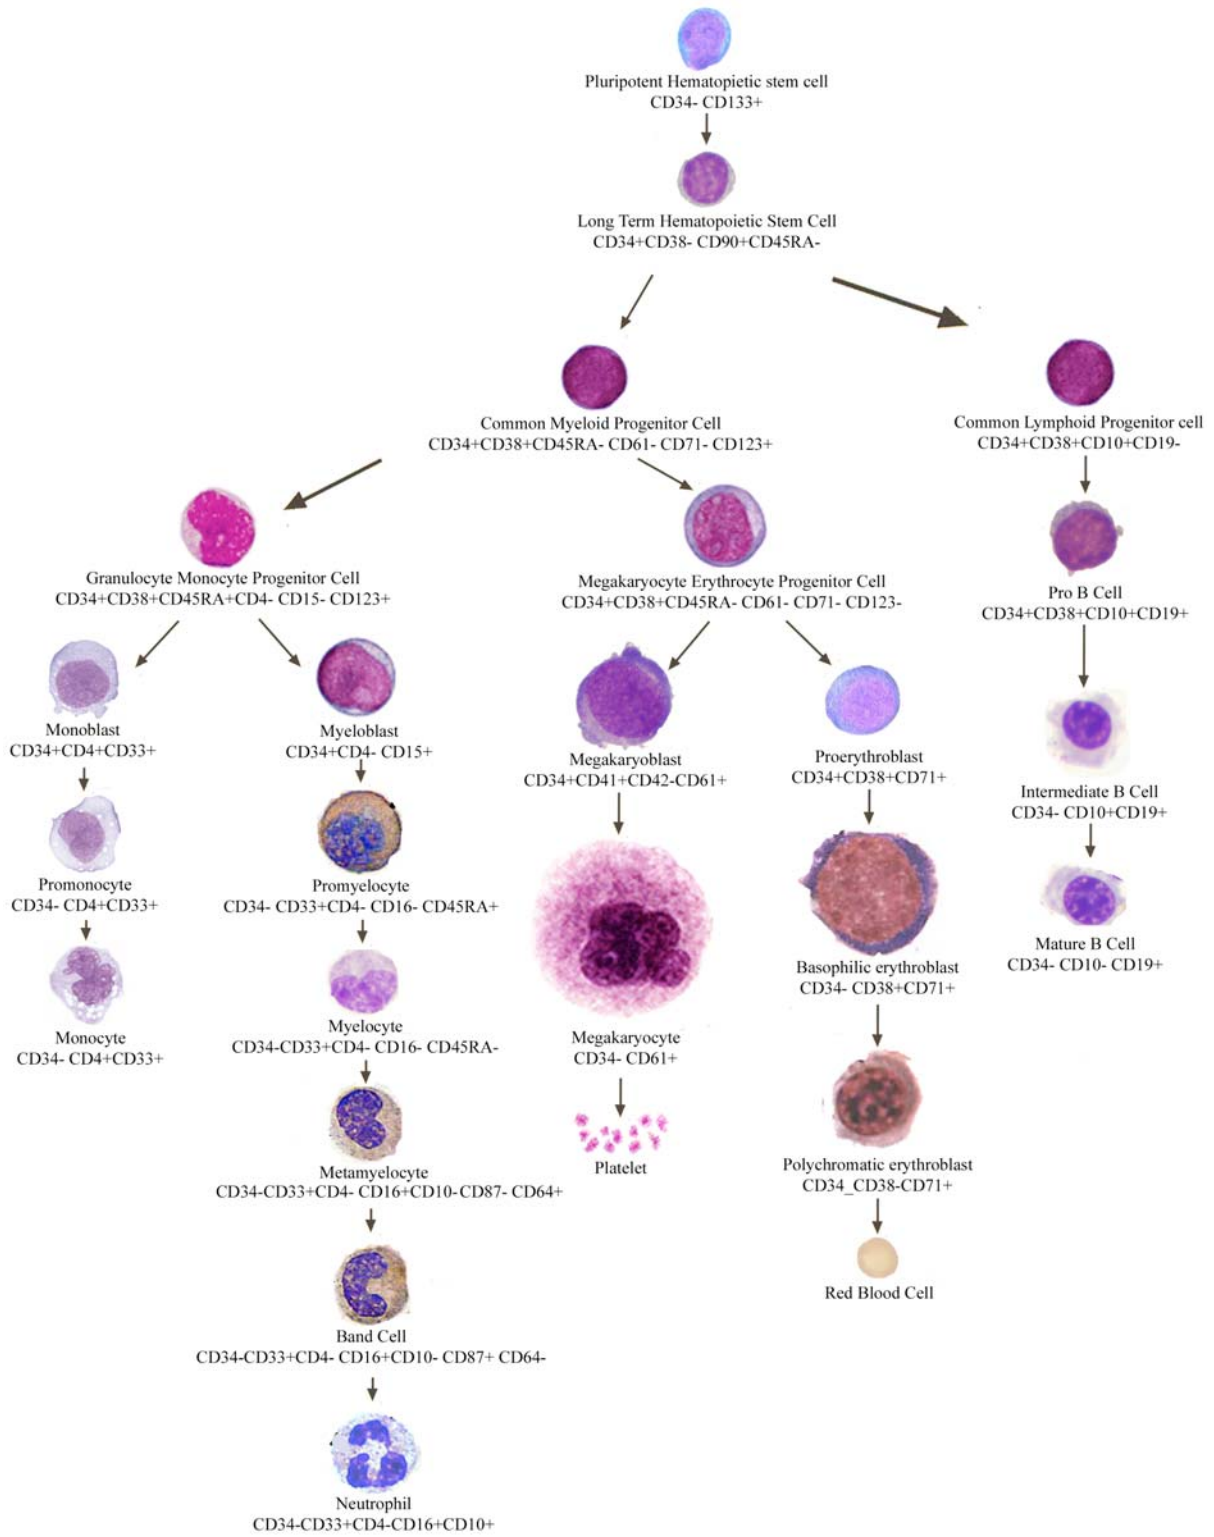 Pluripotent Hematopietic stem cell
CD34- CD133+
Long Term Hematopoietic Stem Cell
CD34+CD38- CD90+CD45RA-
Common Myeloid Progenitor Cell
CD34+CD38+CD45RA- CD61- CD71- CD123+
Common Lymphoid Progenitor cell
CD34+CD38+CD10+CD19-
Granulocyte Monocyte Progenitor Cell
CD34+CD38+CD45RA+CD4- CD15- CD123+
Megakaryocyte Erythrocyte Progenitor Cell
CD34+CD38+CD45RA- CD61- CD71- CD123-
Pro B Cell
CD34+CD38+CD10+CD19+
Monoblast
CD34+CD4+CD33+
Myeloblast
CD34+CD4- CD15+
Megakaryoblast
CD34+CD41+CD42-CD61+
Proerythroblast
CD34+CD38+CD71+
Intermediate B Cell
CD34- CD10+CD19+
Promonocyte
CD34- CD4+CD33+
Promyelocyte
CD34- CD33+CD4- CD16- CD45RA+
Basophilic erythroblast
CD34- CD38+CD71+
Mature B Cell
CD34- CD10- CD19+
Monocyte
CD34- CD4+CD33+
Myelocyte
CD34-CD33+CD4- CD16- CD45RA-
Megakaryocyte
CD34- CD61+
Metamyelocyte
CD34-CD33+CD4- CD16+CD10-CD87- CD64+
Platelet
Polychromatic erythroblast
CD34_CD38-CD71+
Red Blood Cell
Band Cell
CD34-CD33+CD4- CD16+CD10- CD87+ CD64-
Neutrophil
CD34-CD33+CD4-CD16+CD10+